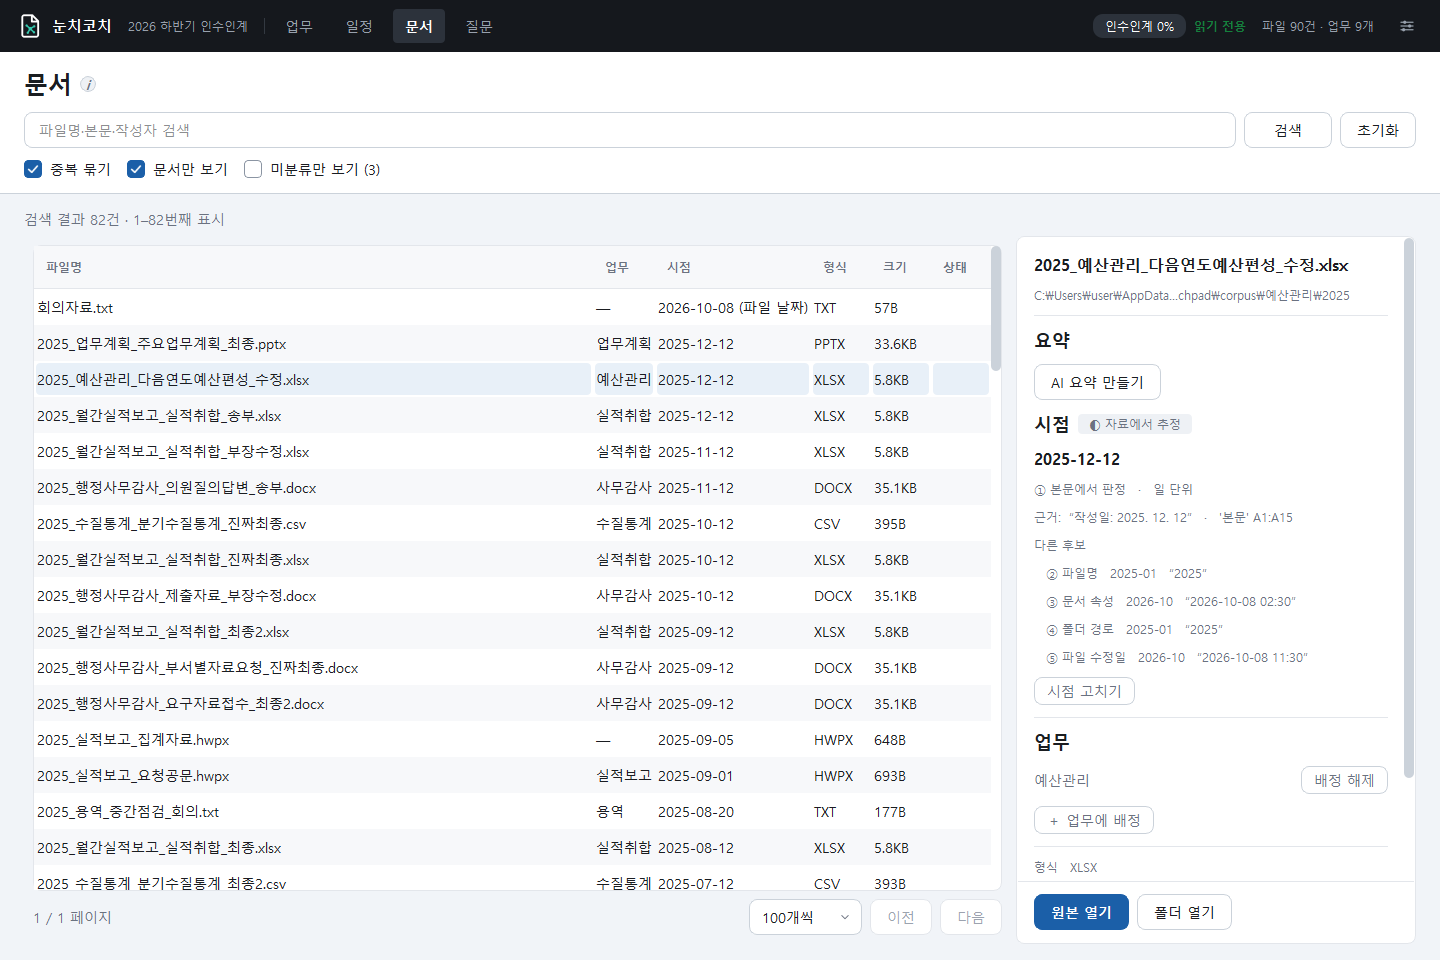 눈치코치 2026 하반기 인수인계 업무 일정 문서 질문 인수인계 0% 읽기 전용 파일 90건 · 업무 9개
문서
파일명·본문·작성자 검색 검색 초기화
중복 묶기 문서만 보기 미분류만 보기 (3)
검색 결과 82건 · 1–82번째 표시
파일명 업무 시점 형식 크기 상태
회의자료.txt — 2026-10-08 (파일 날짜) TXT 57B
2025_업무계획_주요업무계획_최종.pptx 업무계획 2025-12-12 PPTX 33.6KB
2025_예산관리_다음연도예산편성_수정.xlsx 예산관리 2025-12-12 XLSX 5.8KB
2025_월간실적보고_실적취합_송부.xlsx 실적취합 2025-12-12 XLSX 5.8KB
2025_월간실적보고_실적취합_부장수정.xlsx 실적취합 2025-11-12 XLSX 5.8KB
2025_행정사무감사_의원질의답변_송부.docx 사무감사 2025-11-12 DOCX 35.1KB
2025_수질통계_분기수질통계_진짜최종.csv 수질통계 2025-10-12 CSV 395B
2025_월간실적보고_실적취합_진짜최종.xlsx 실적취합 2025-10-12 XLSX 5.8KB
2025_행정사무감사_제출자료_부장수정.docx 사무감사 2025-10-12 DOCX 35.1KB
2025_월간실적보고_실적취합_최종2.xlsx 실적취합 2025-09-12 XLSX 5.8KB
2025_행정사무감사_부서별자료요청_진짜최종.docx 사무감사 2025-09-12 DOCX 35.1KB
2025_행정사무감사_요구자료접수_최종2.docx 사무감사 2025-09-12 DOCX 35.1KB
2025_실적보고_집계자료.hwpx — 2025-09-05 HWPX 648B
2025_실적보고_요청공문.hwpx 실적보고 2025-09-01 HWPX 693B
2025_용역_중간점검_회의.txt 용역 2025-08-20 TXT 177B
2025_월간실적보고_실적취합_최종.xlsx 실적취합 2025-08-12 XLSX 5.8KB
2025_수질통계_분기수질통계_최종2.csv 수질통계 2025-07-12 CSV 393B
1 / 1 페이지 100개씩 이전 다음
2025_예산관리_다음연도예산편성_수정.xlsx
C:₩Users₩user₩AppData…chpad₩corpus₩예산관리₩2025
요약
AI 요약 만들기
시점 ◐ 자료에서 추정
2025-12-12
① 본문에서 판정 · 일 단위
근거: “작성일: 2025. 12. 12” · '본문' A1:A15
다른 후보
② 파일명 2025-01 “2025”
③ 문서 속성 2026-10 “2026-10-08 02:30”
④ 폴더 경로 2025-01 “2025”
⑤ 파일 수정일 2026-10 “2026-10-08 11:30”
시점 고치기
업무
예산관리 배정 해제
+ 업무에 배정
형식 XLSX
원본 열기 폴더 열기